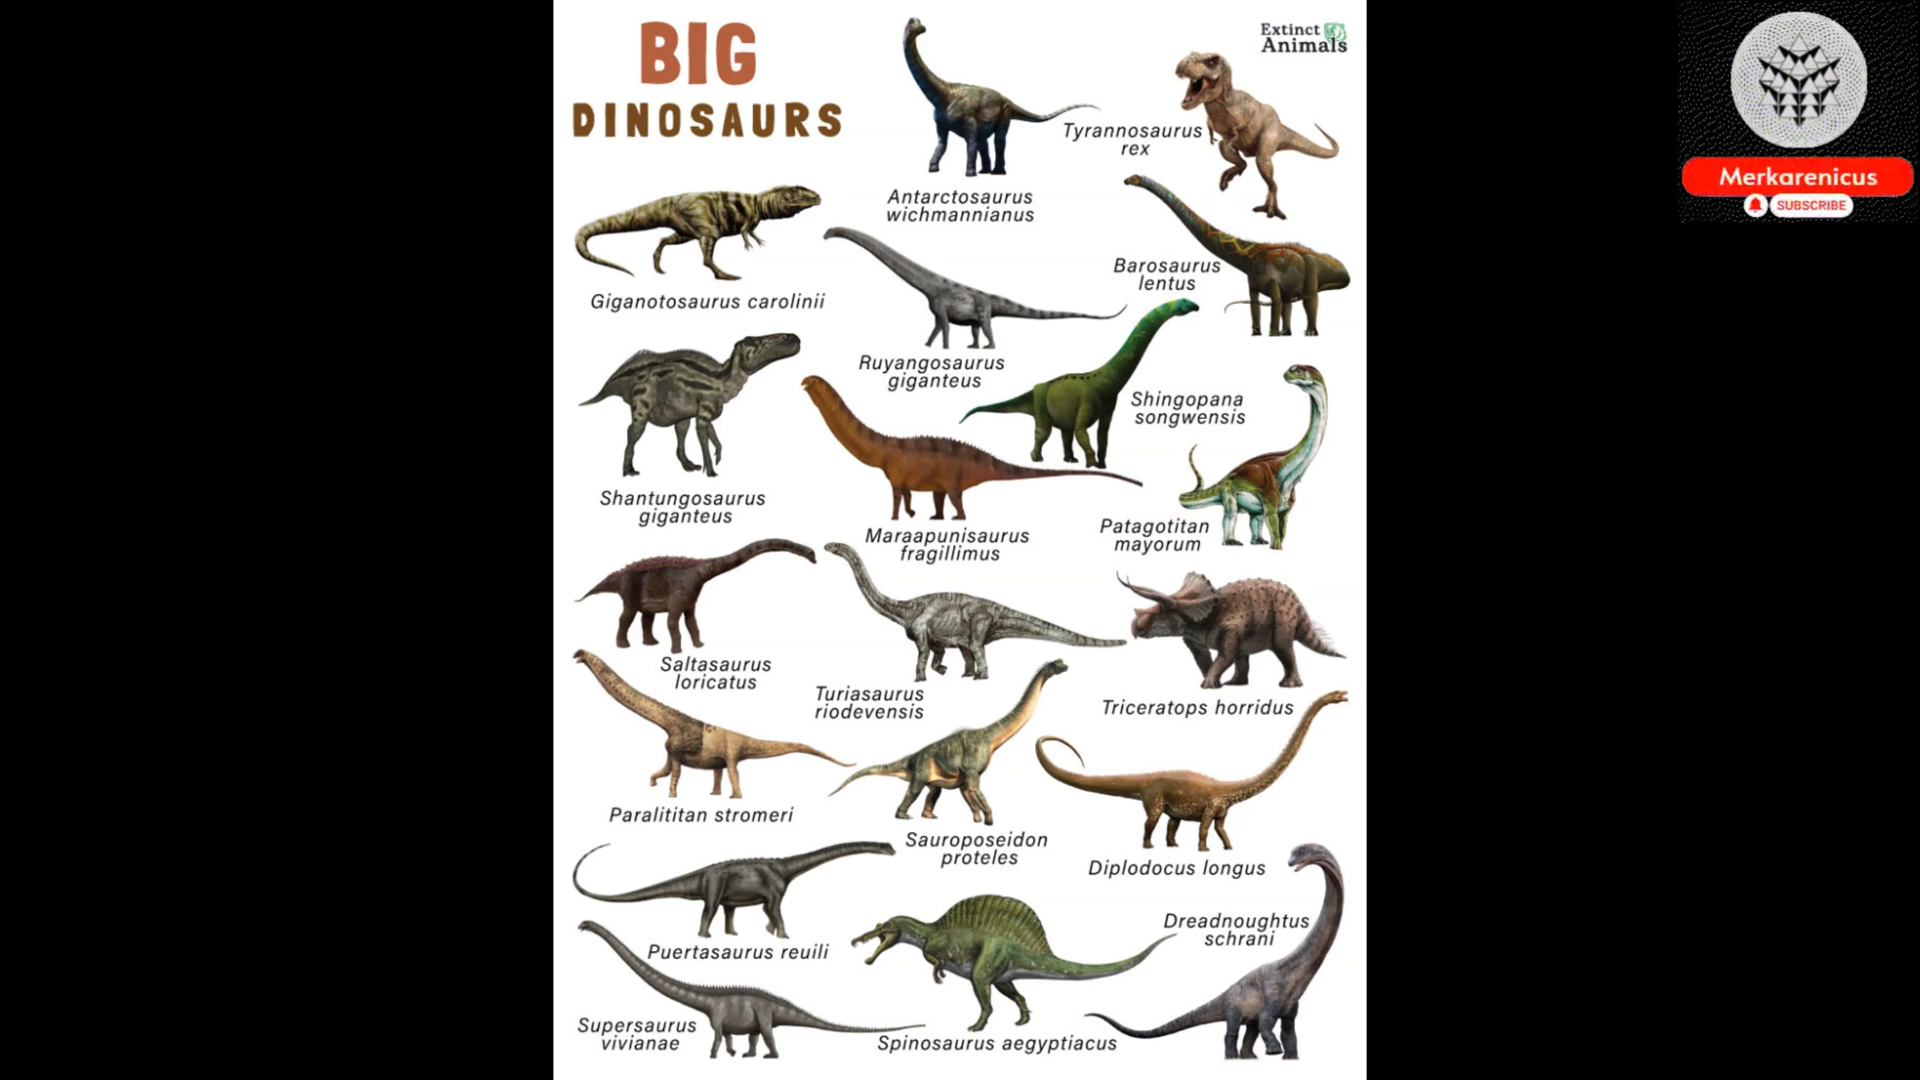 BIG
DINOSAURS
Extinct
Animals
Merkarenicus
SUBSCRIBE
Tyrannosaurus
rex
Antarctosaurus
wichmannianus
Giganotosaurus carolinii
Barosaurus
lentus
Ruyangosaurus
giganteus
Shingopana
songwensis
Shantungosaurus
giganteus
Maraapunisaurus
fragillimus
Patagotitan
mayorum
Saltasaurus
loricatus
Turiasaurus
riodevensis
Triceratops horridus
Paralititan stromeri
Sauroposeidon
proteles
Diplodocus longus
Puertasaurus reuili
Dreadnoughtus
schrani
Supersaurus
vivianae
Spinosaurus aegyptiacus